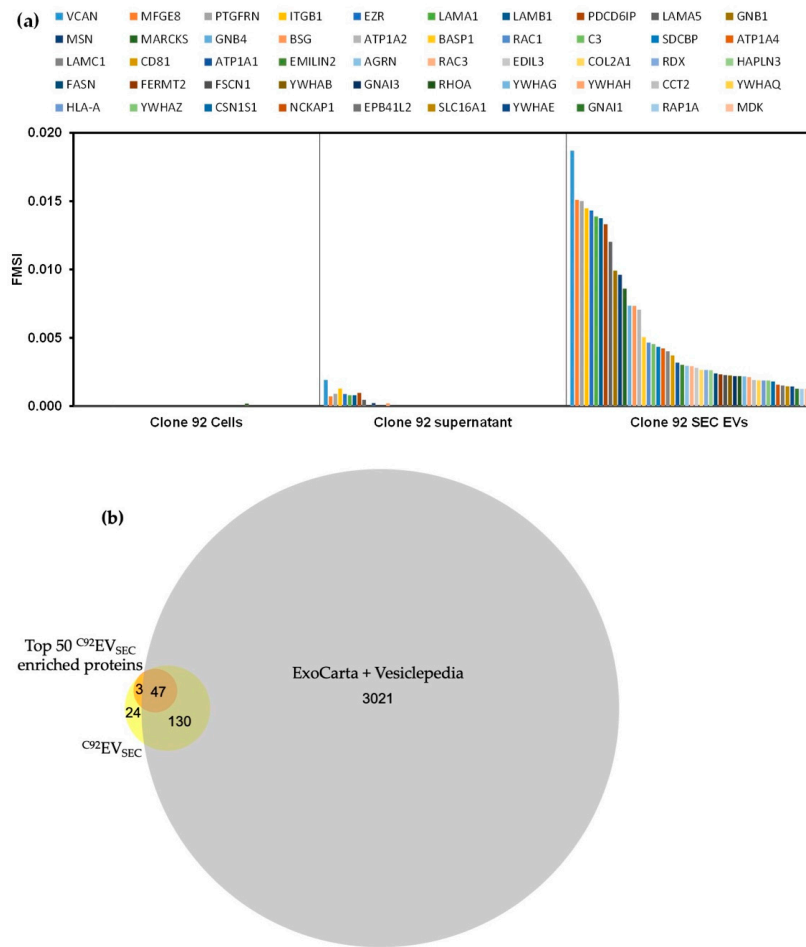 (a)
VCAN MFGE8 PTGFRN ITGB1 EZR LAMA1 LAMB1 PDCD6IP LAMA5 GNB1
MSN MARCKS GNB4 BSG ATP1A2 BASP1 RAC1 C3 SDCBP ATP1A4
LAMC1 CD81 ATP1A1 EMILIN2 AGRN RAC3 EDIL3 COL2A1 RDX HAPLN3
FASN FERMT2 FSCN1 YWHAB GNAI3 RHOA YWHAG YWHAH CCT2 YWHAQ
HLA-A YWHAZ CSN1S1 NCKAP1 EPB41L2 SLC16A1 YWHAE GNAI1 RAP1A MDK
0.020
0.015
0.010
0.005
0.000
FMSI
Clone 92 Cells Clone 92 supernatant Clone 92 SEC EVs
(b)
Top 50 C92EVSEC
enriched proteins
ExoCarta + Vesiclepedia
3021
3 47
24 130
C92EVSEC